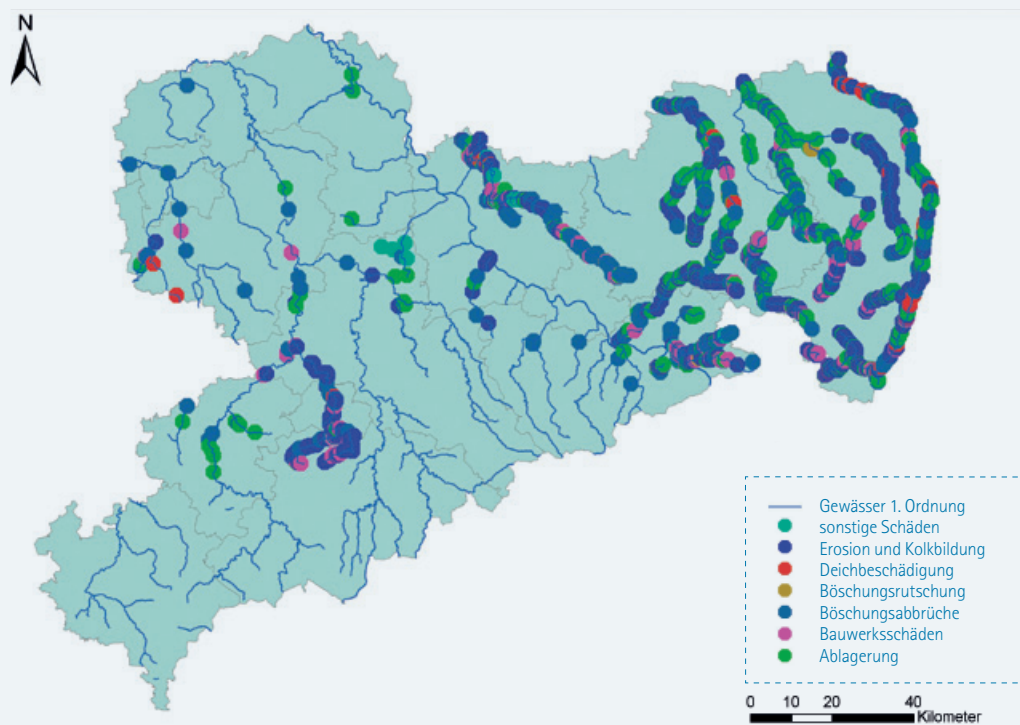 N
Gewässer 1. Ordnung
sonstige Schäden
Erosion und Kolkbildung
Deichbeschädigung
Böschungsrutschung
Böschungsabbrüche
Bauwerksschäden
Ablagerung
0 10 20 40
Kilometer